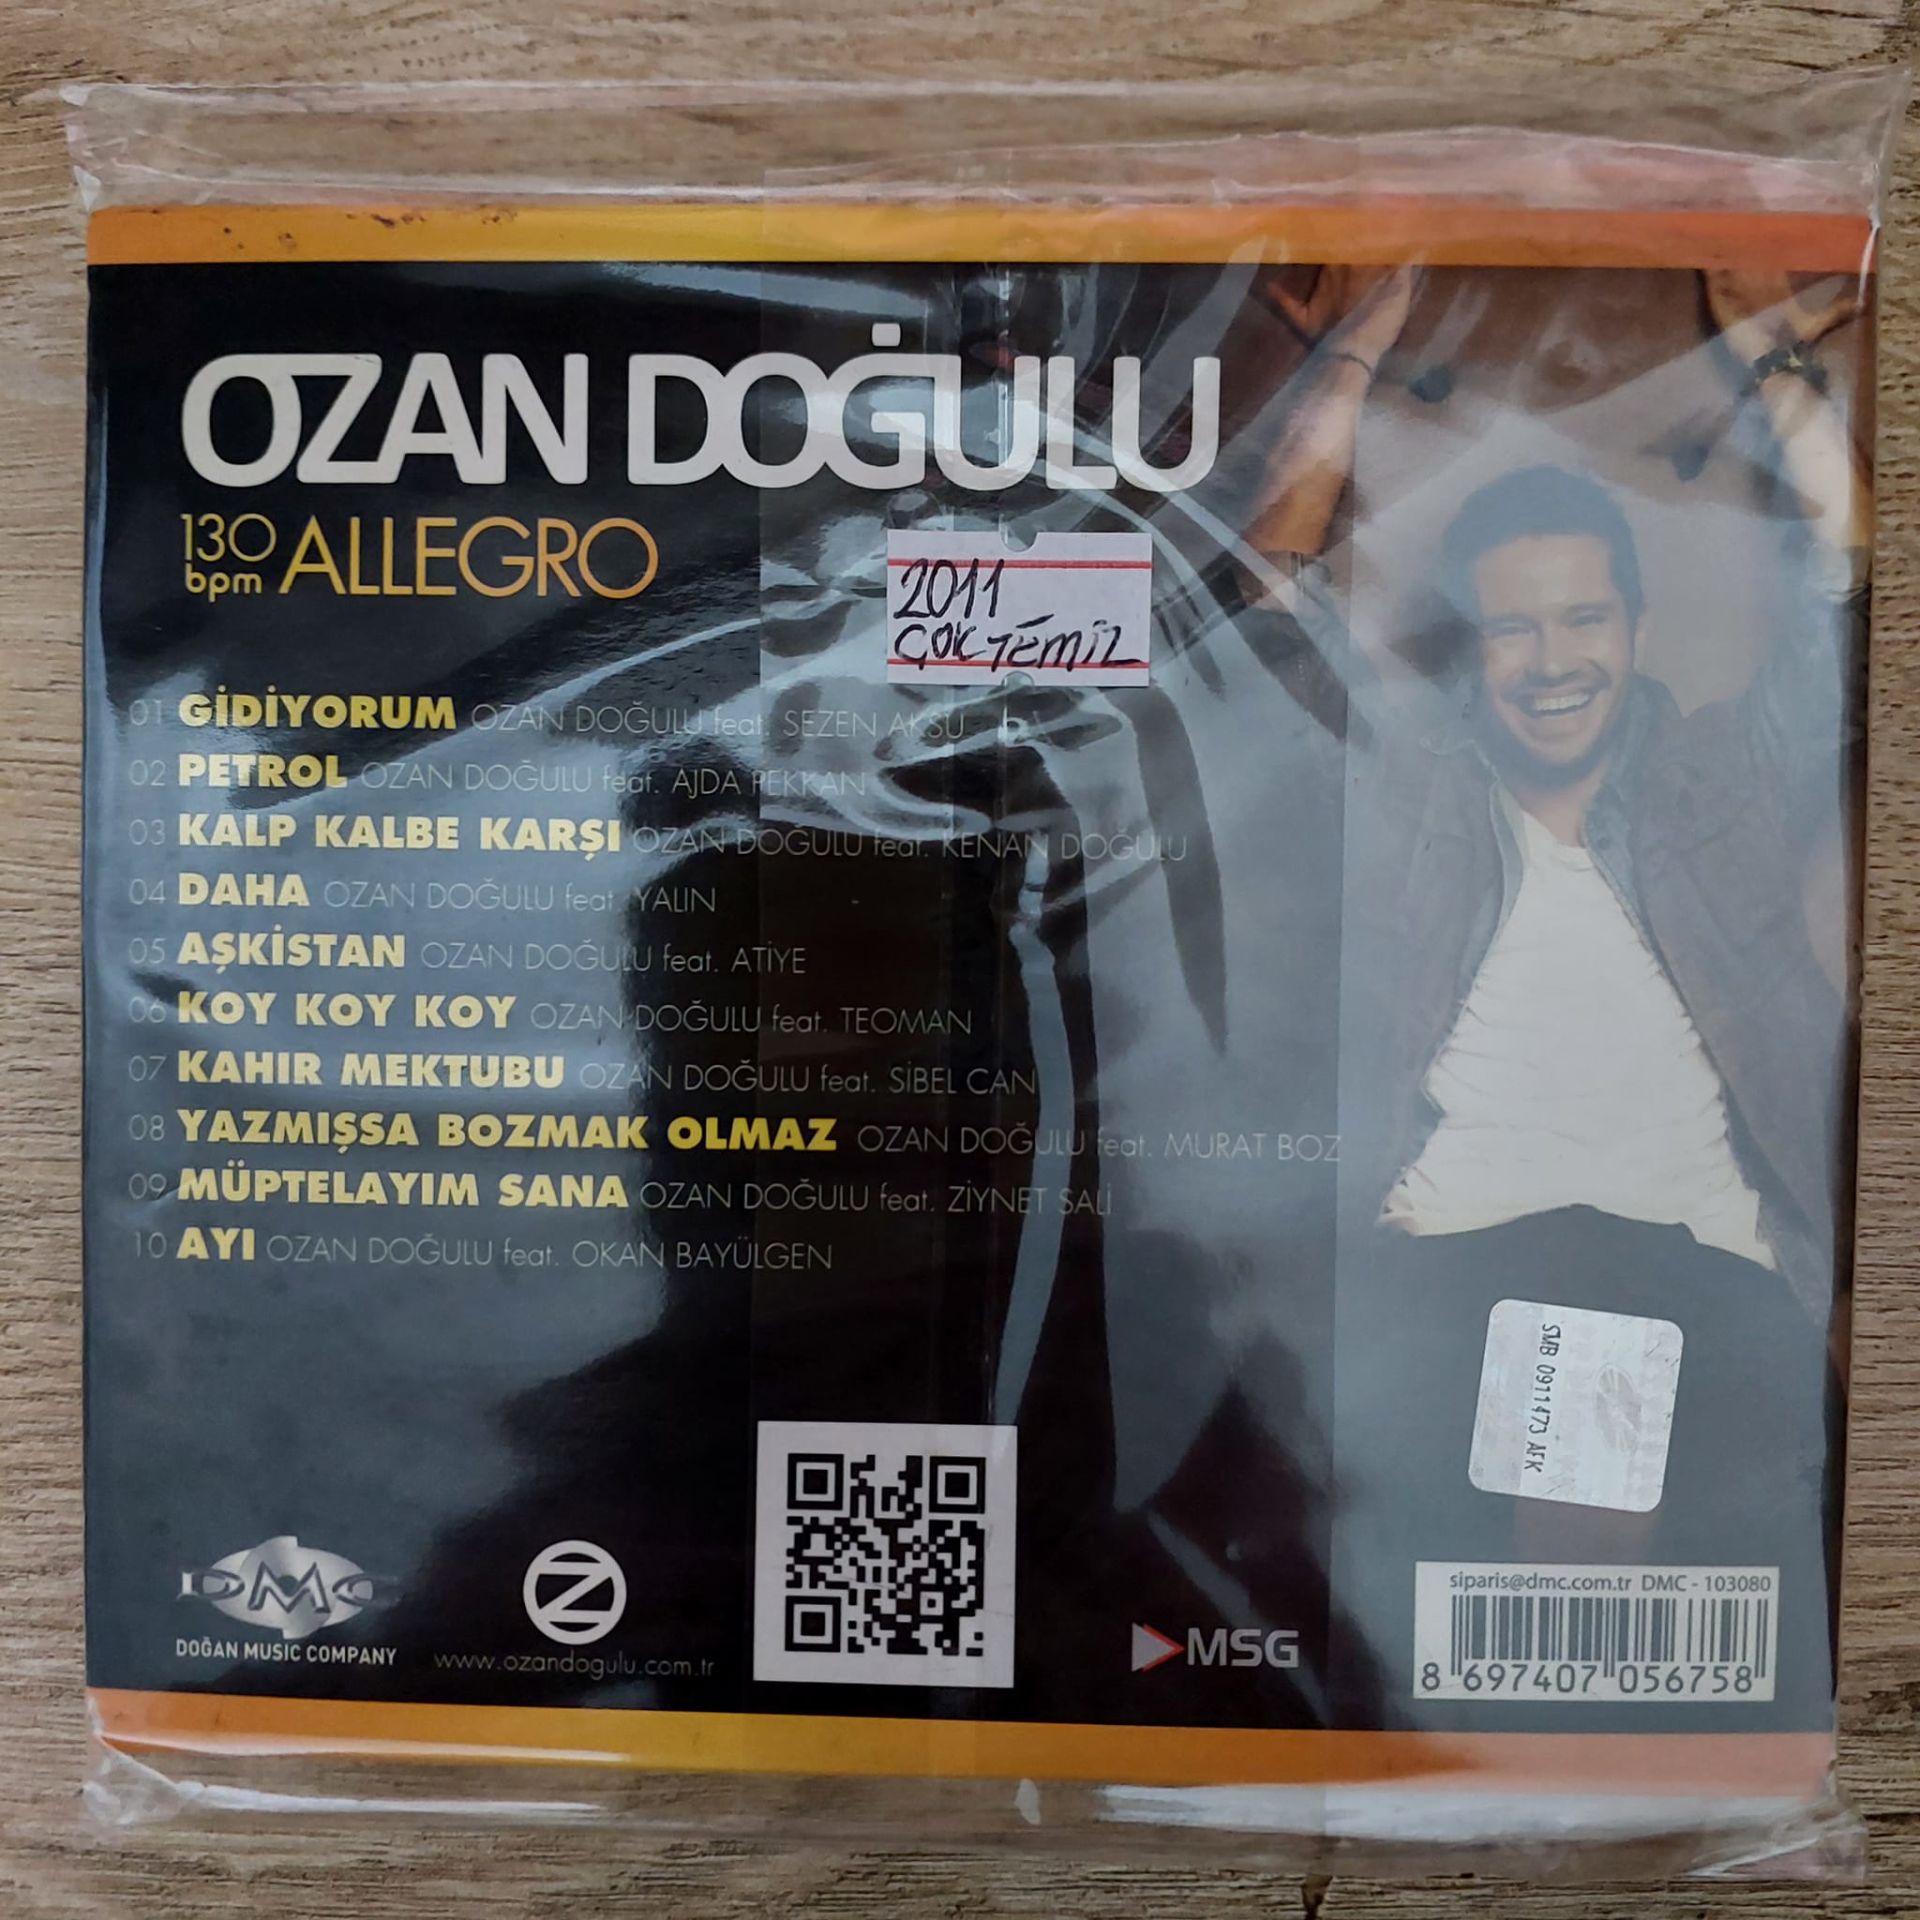 OZAN DOĞULU
130 bpm ALLEGRO
2011
ÇOK TEMİZ
01 GİDİYORUM OZAN DOĞULU feat. SEZEN AKSU
02 PETROL OZAN DOĞULU feat. AJDA PEKKAN
03 KALP KALBE KARŞI OZAN DOĞULU feat. KENAN DOĞULU
04 DAHA OZAN DOĞULU feat. YALIN
05 AŞKİSTAN OZAN DOĞULU feat. ATİYE
06 KOY KOY KOY OZAN DOĞULU feat. TEOMAN
07 KAHIR MEKTUBU OZAN DOĞULU feat. SİBEL CAN
08 YAZMIŞSA BOZMAK OLMAZ OZAN DOĞULU feat. MURAT BOZ
09 MÜPTELAYIM SANA OZAN DOĞULU feat. ZİYNET SALİ
10 AYI OZAN DOĞULU feat. OKAN BAYÜLGEN
SMB 0911473 AFK
DMC
DOĞAN MUSIC COMPANY
www.ozandogulu.com.tr
MSG
siparis@dmc.com.tr DMC - 103080
8 697407 056758